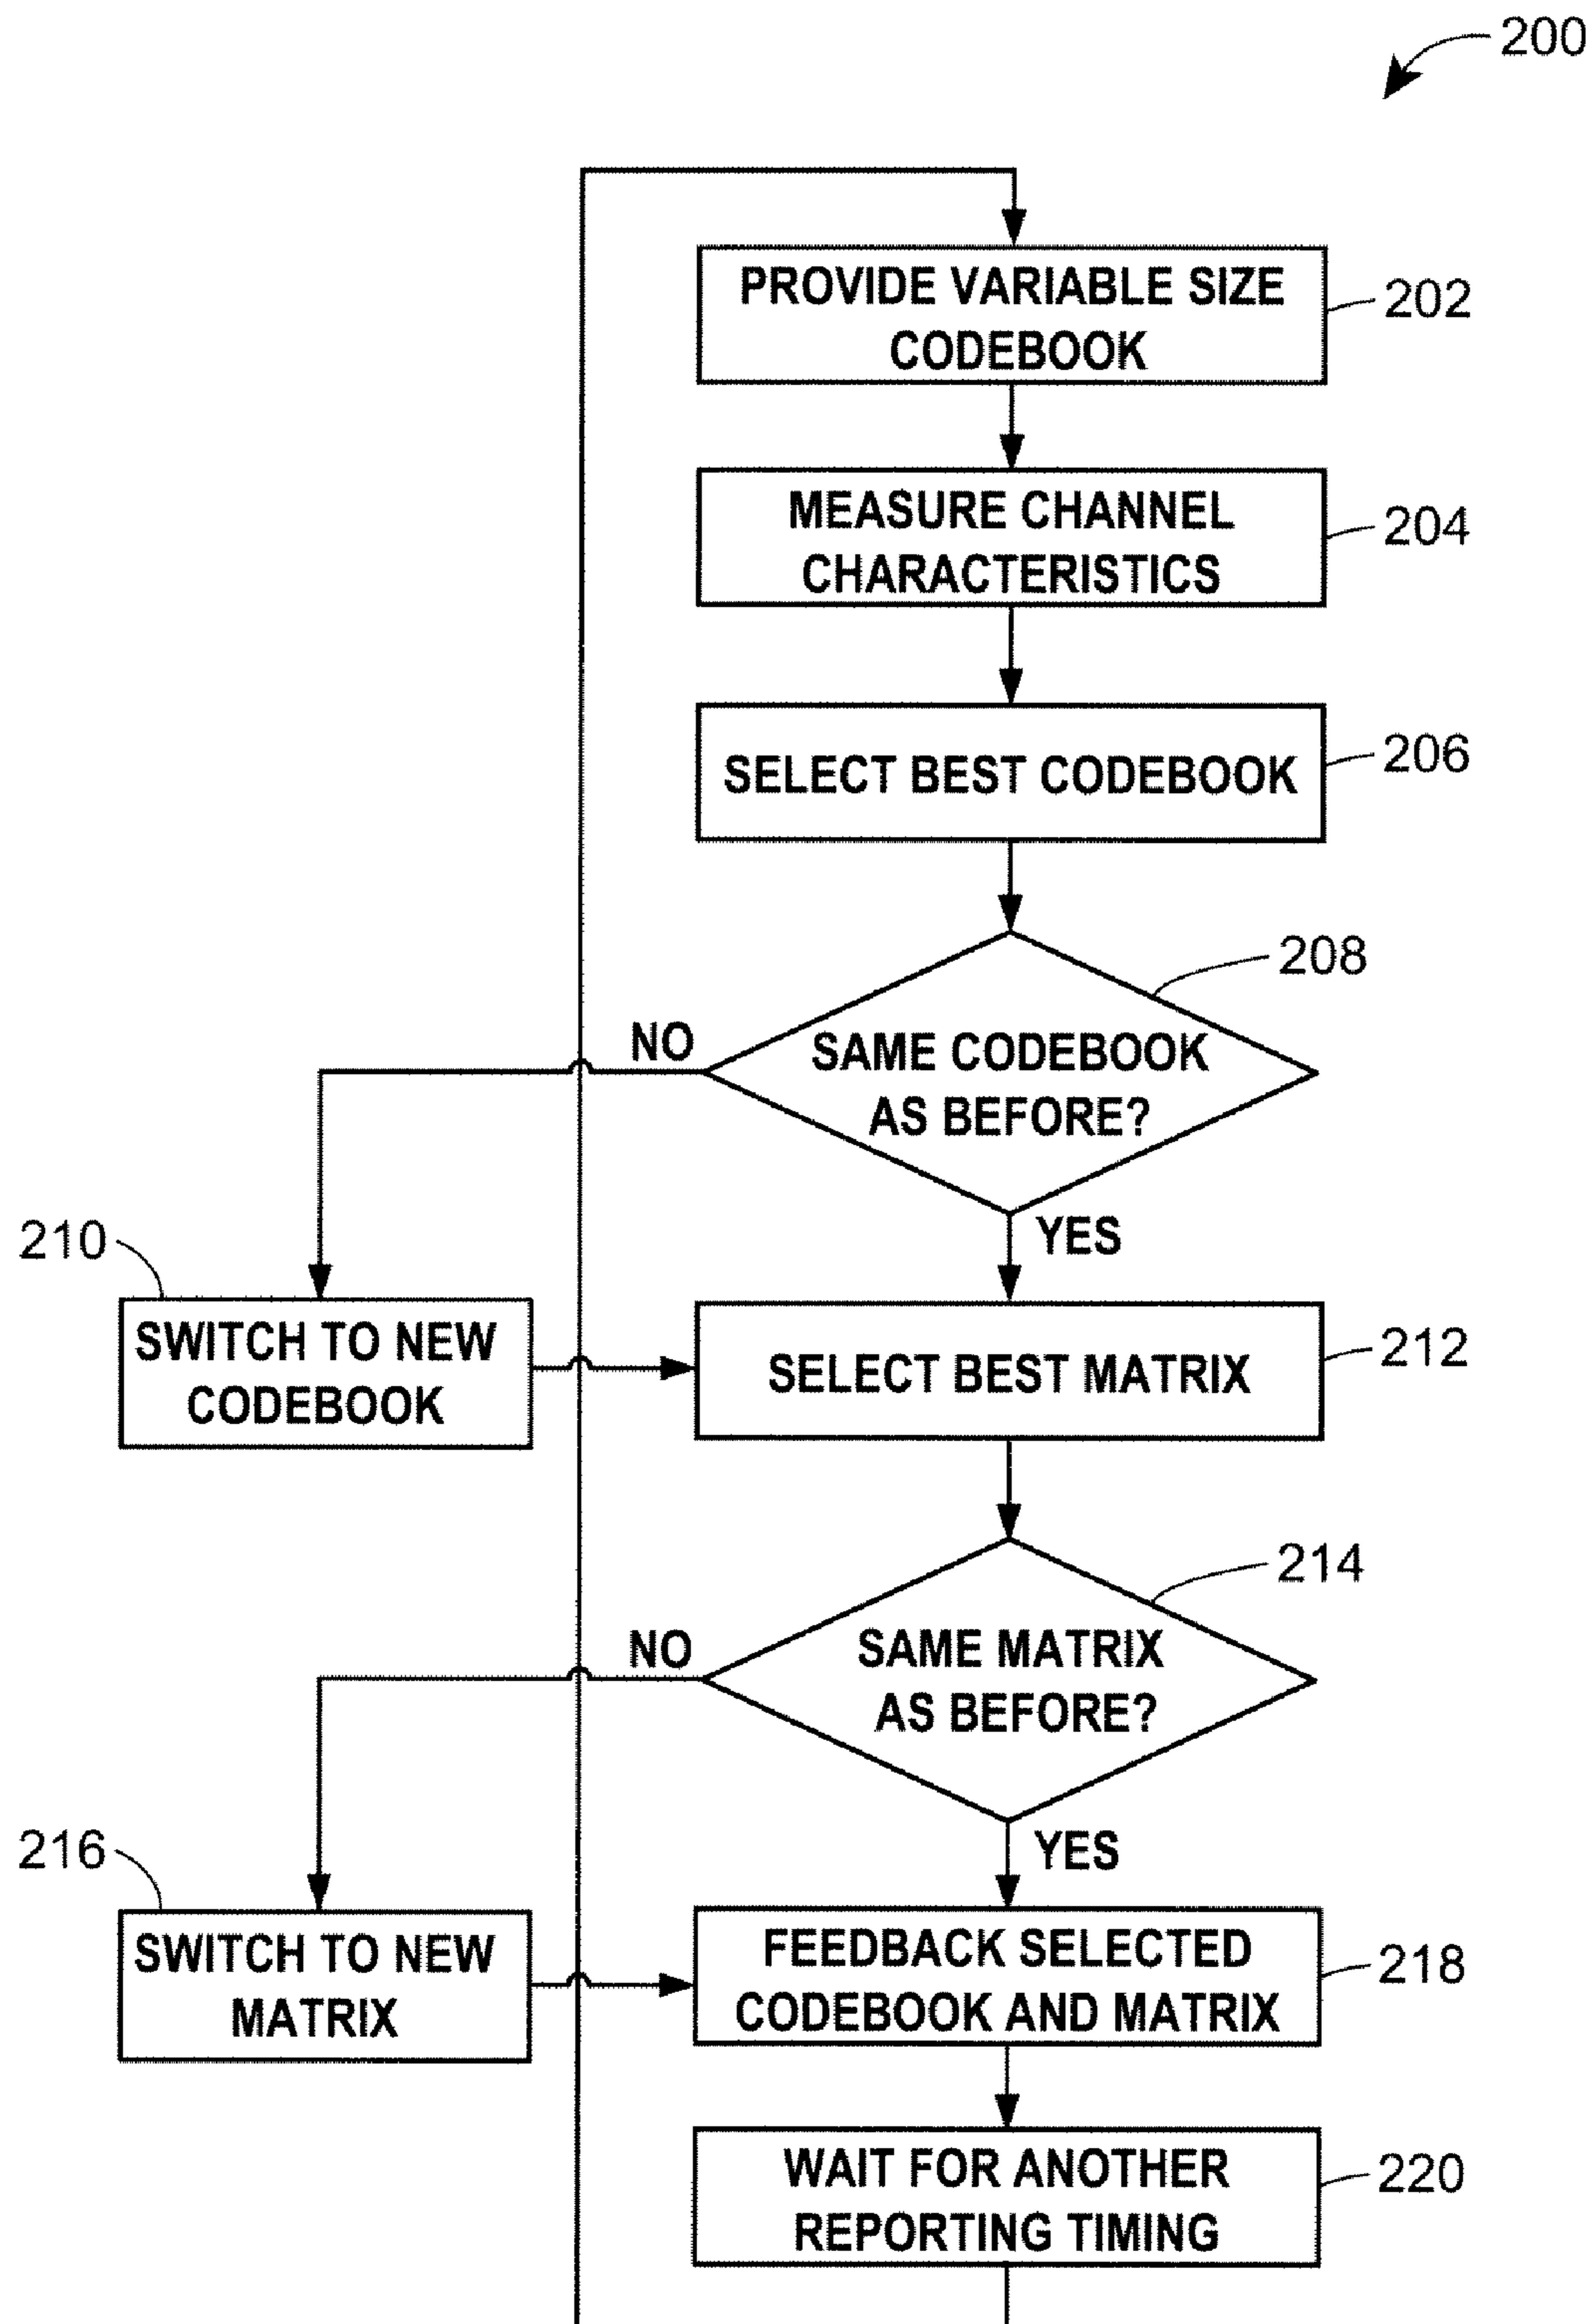 200
PROVIDE VARIABLE SIZE
CODEBOOK
202
MEASURE CHANNEL
CHARACTERISTICS
204
SELECT BEST CODEBOOK
206
208
NO
SAME CODEBOOK
AS BEFORE?
YES
210
SWITCH TO NEW
CODEBOOK
SELECT BEST MATRIX
212
214
NO
SAME MATRIX
AS BEFORE?
YES
216
SWITCH TO NEW
MATRIX
FEEDBACK SELECTED
CODEBOOK AND MATRIX
218
WAIT FOR ANOTHER
REPORTING TIMING
220